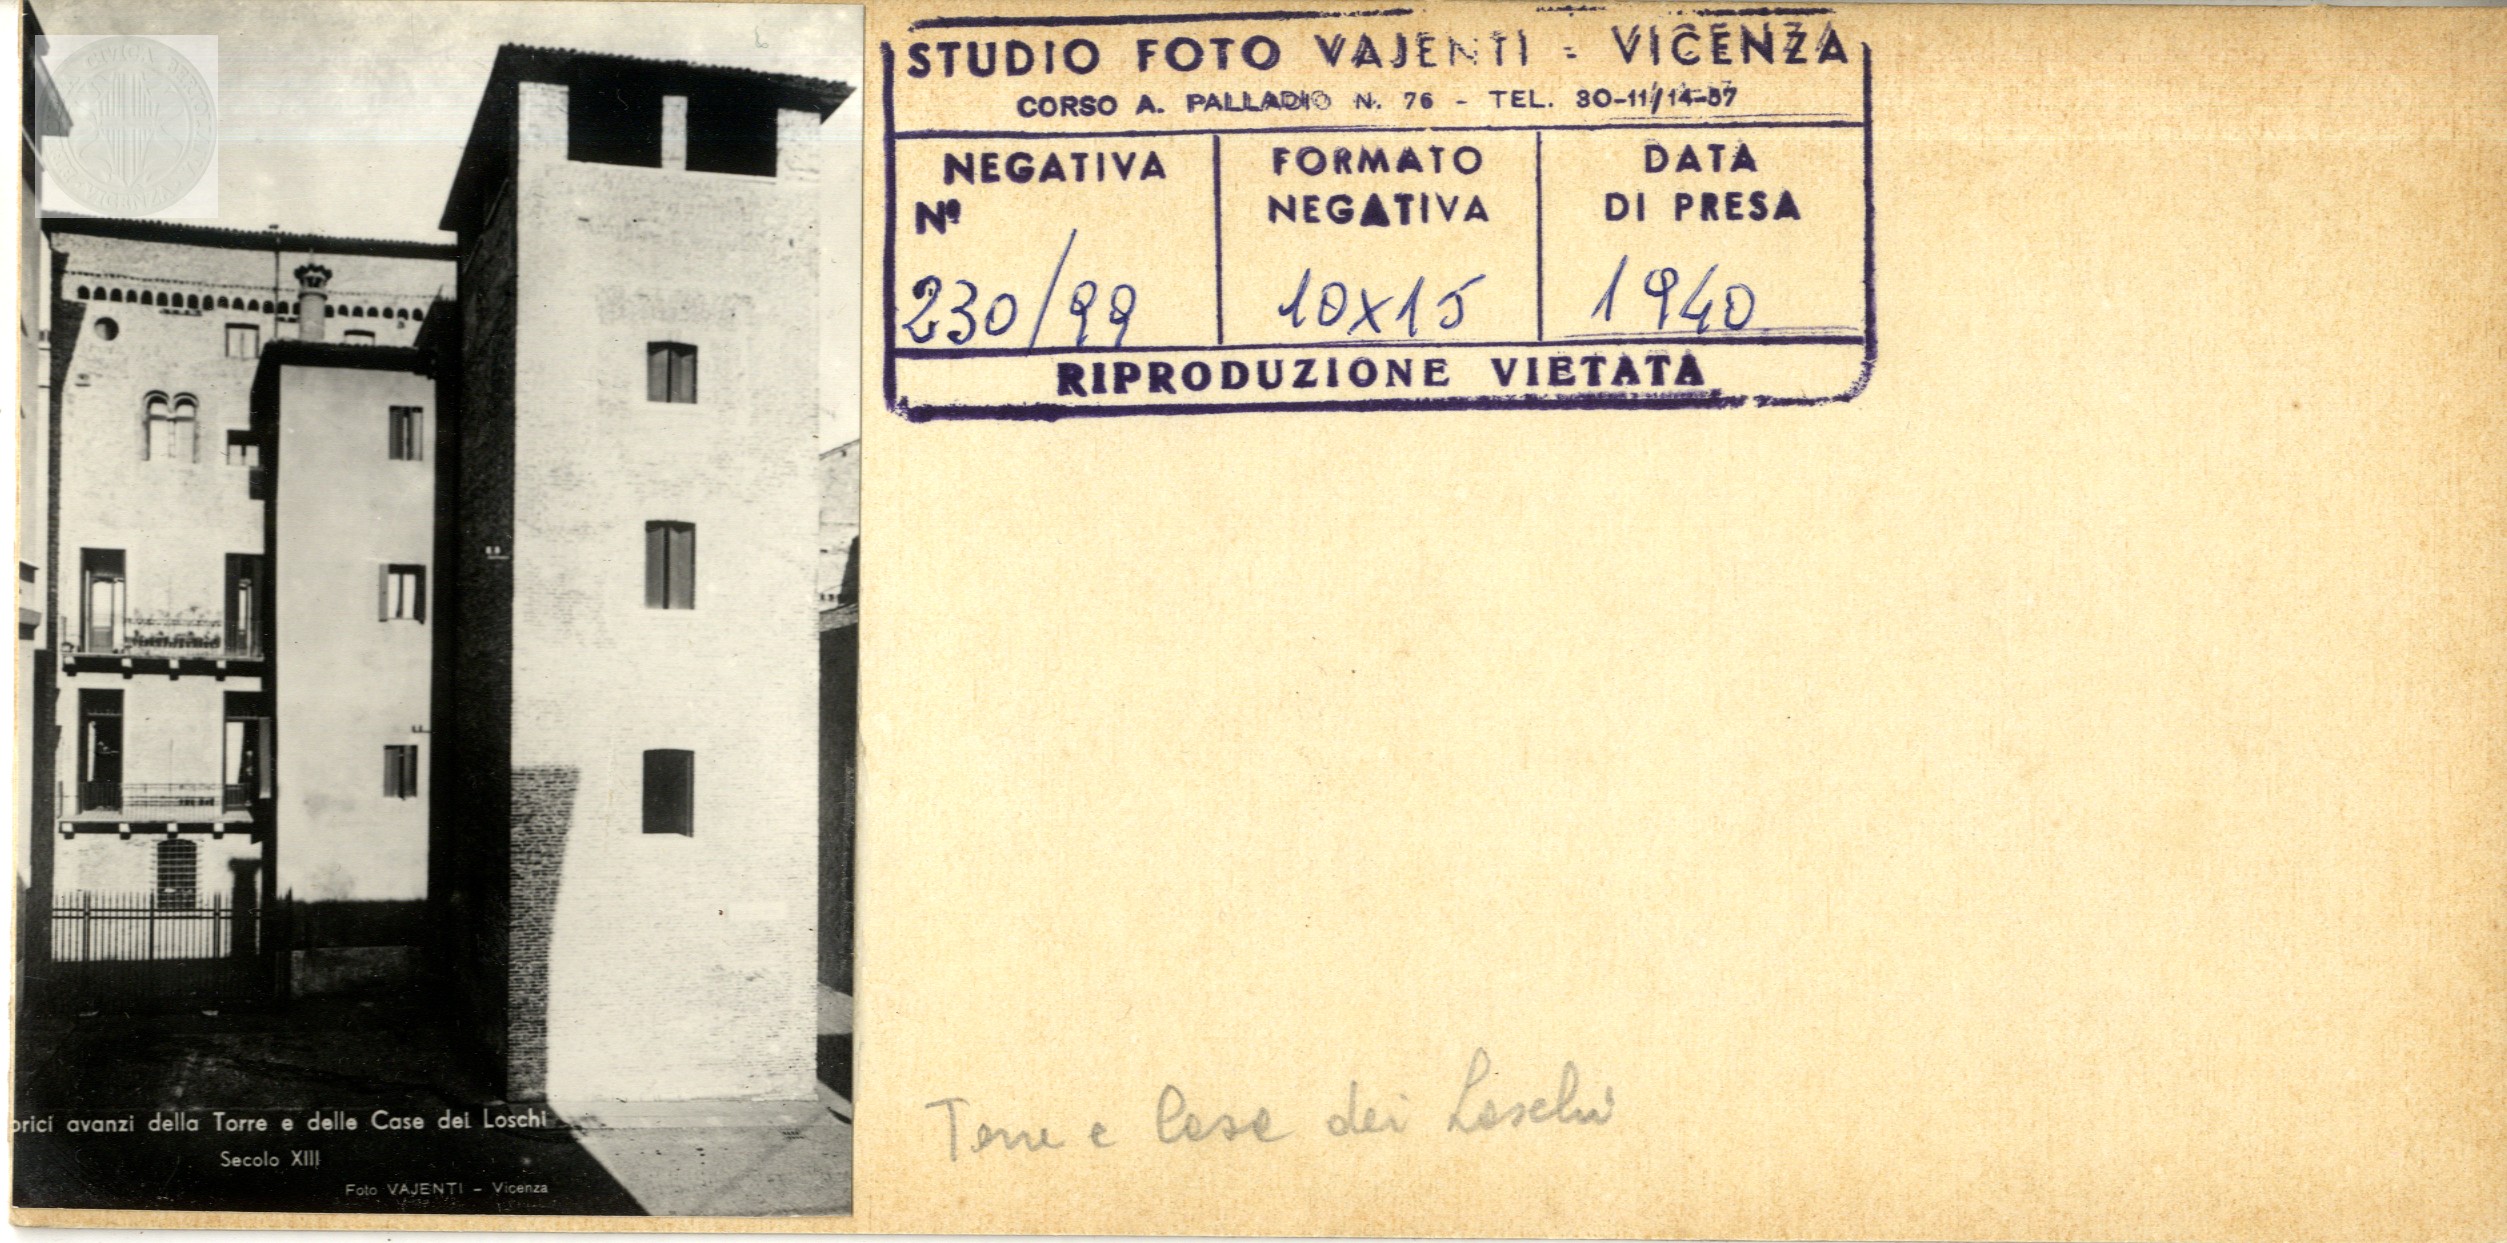 STUDIO FOTO VAJENTI - VICENZA
CORSO A. PALLADIO N. 76 - TEL. 30-11/14-37
NEGATIVA
Nº
230/99
FORMATO
NEGATIVA
10x15
DATA
DI PRESA
1940
RIPRODUZIONE VIETATA
orici avanzi della Torre e delle Case dei Loschi
Secolo XIII
Foto VAJENTI - Vicenza
Torre e Case dei Loschi